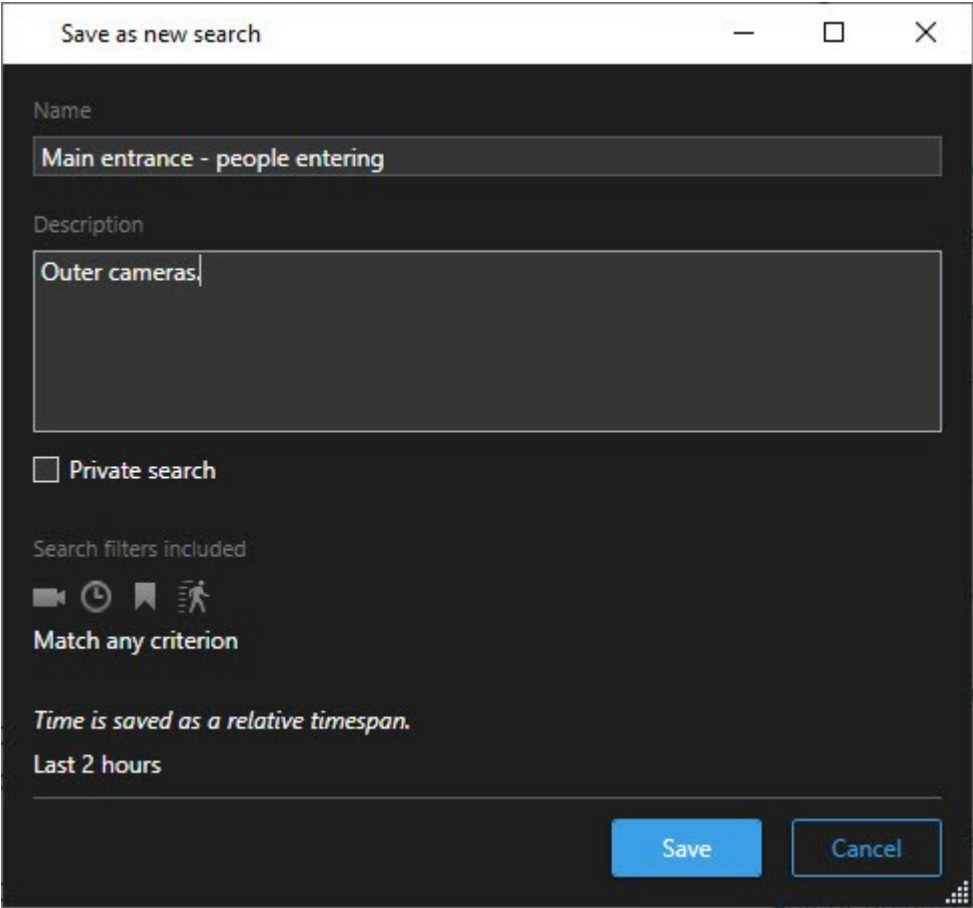 Save as new search
Name
Main entrance - people entering
Description
Outer cameras.
Private search
Search filters included
Match any criterion
Time is saved as a relative timespan.
Last 2 hours
Save
Cancel